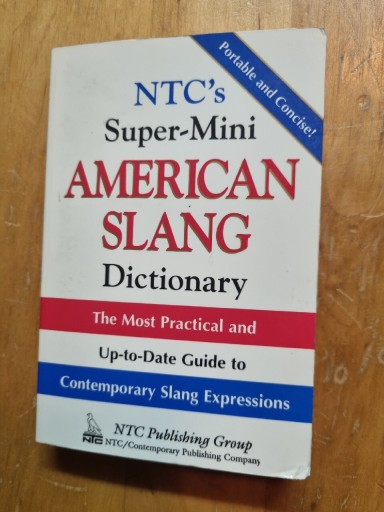 Portable and Concise!
NTC's
Super-Mini
AMERICAN
SLANG
Dictionary
The Most Practical and
Up-to-Date Guide to
Contemporary Slang Expressions
NTC
NTC Publishing Group
NTC/Contemporary Publishing Company